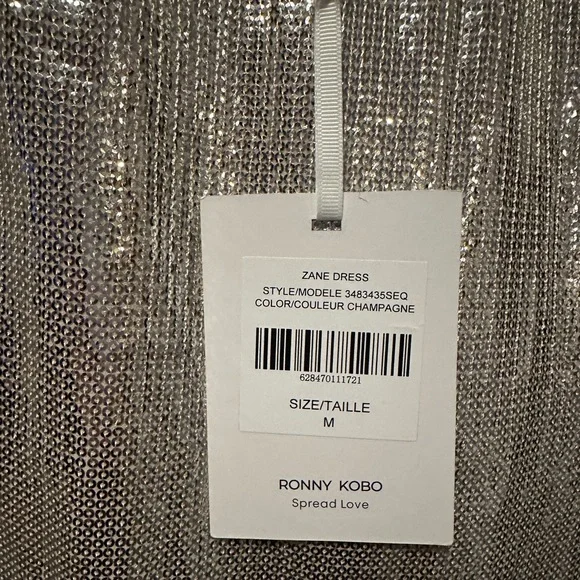 ZANE DRESS
STYLE/MODELE 3483435SEQ
COLOR/COULEUR CHAMPAGNE
628470111721
SIZE/TAILLE
M
RONNY KOBO
Spread Love